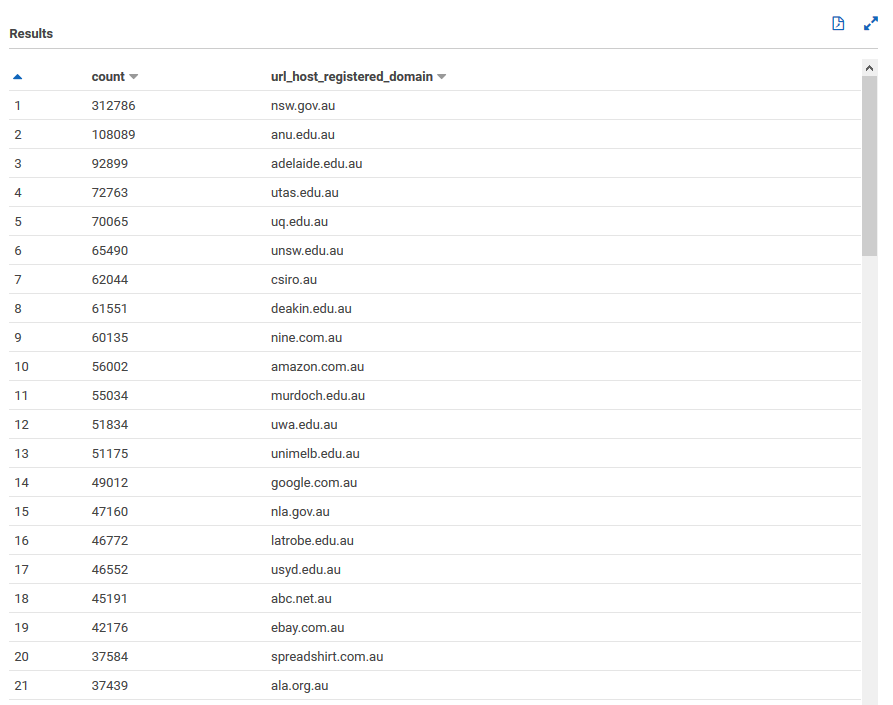 Results
count url_host_registered_domain
1 312786 nsw.gov.au
2 108089 anu.edu.au
3 92899 adelaide.edu.au
4 72763 utas.edu.au
5 70065 uq.edu.au
6 65490 unsw.edu.au
7 62044 csiro.au
8 61551 deakin.edu.au
9 60135 nine.com.au
10 56002 amazon.com.au
11 55034 murdoch.edu.au
12 51834 uwa.edu.au
13 51175 unimelb.edu.au
14 49012 google.com.au
15 47160 nla.gov.au
16 46772 latrobe.edu.au
17 46552 usyd.edu.au
18 45191 abc.net.au
19 42176 ebay.com.au
20 37584 spreadshirt.com.au
21 37439 ala.org.au